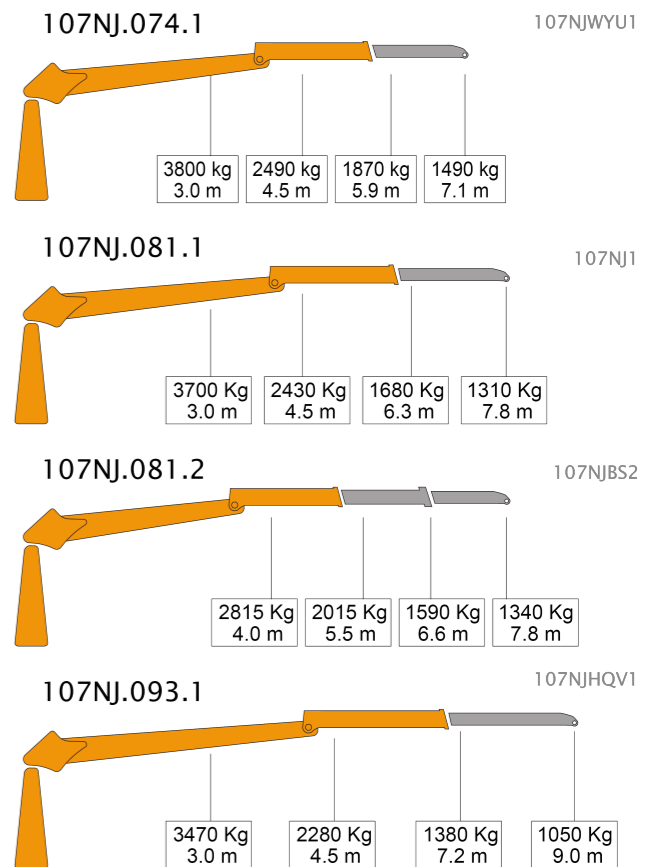 107NJ.074.1 107NJWYU1
3800 kg 2490 kg 1870 kg 1490 kg
3.0 m 4.5 m 5.9 m 7.1 m
107NJ.081.1 107NJ1
3700 Kg 2430 Kg 1680 Kg 1310 Kg
3.0 m 4.5 m 6.3 m 7.8 m
107NJ.081.2 107NJBS2
2815 Kg 2015 Kg 1590 Kg 1340 Kg
4.0 m 5.5 m 6.6 m 7.8 m
107NJ.093.1 107NJHQV1
3470 Kg 2280 Kg 1380 Kg 1050 Kg
3.0 m 4.5 m 7.2 m 9.0 m